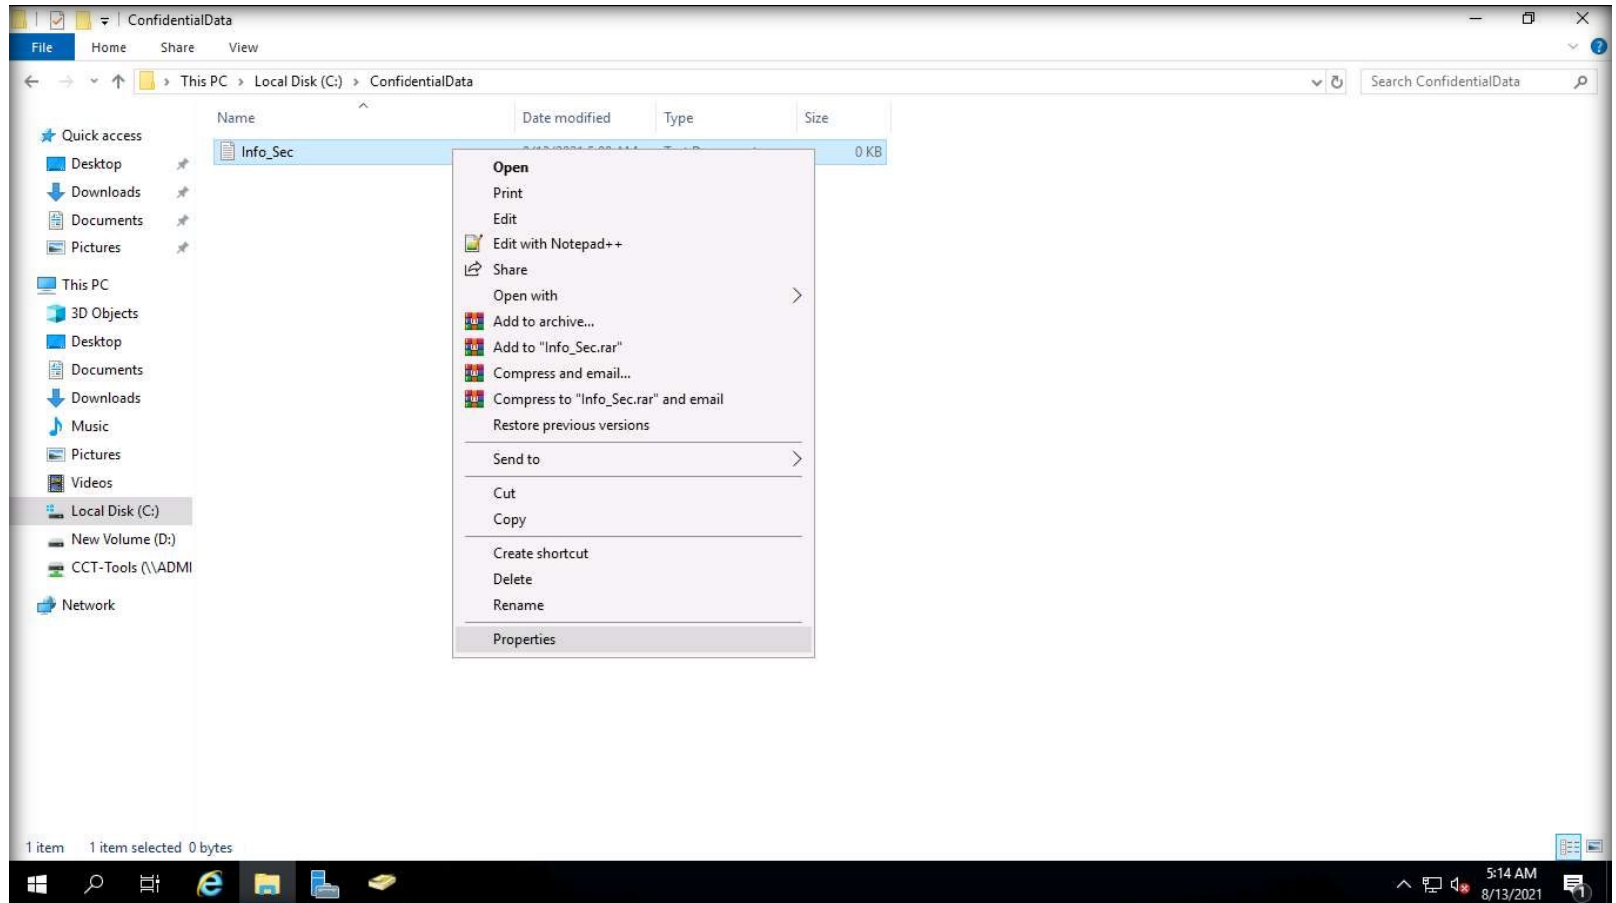 ConfidentialData
File Home Share View
This PC > Local Disk (C:) > ConfidentialData
Search ConfidentialData
Name Date modified Type Size
Info_Sec 0 KB
Quick access
Desktop
Downloads
Documents
Pictures
This PC
3D Objects
Desktop
Documents
Downloads
Music
Pictures
Videos
Local Disk (C:)
New Volume (D:)
CCT-Tools (\\ADMI
Network
Open
Print
Edit
Edit with Notepad++
Share
Open with
Add to archive...
Add to "Info_Sec.rar"
Compress and email...
Compress to "Info_Sec.rar" and email
Restore previous versions
Send to
Cut
Copy
Create shortcut
Delete
Rename
Properties
1 item 1 item selected 0 bytes
5:14 AM
8/13/2021
1